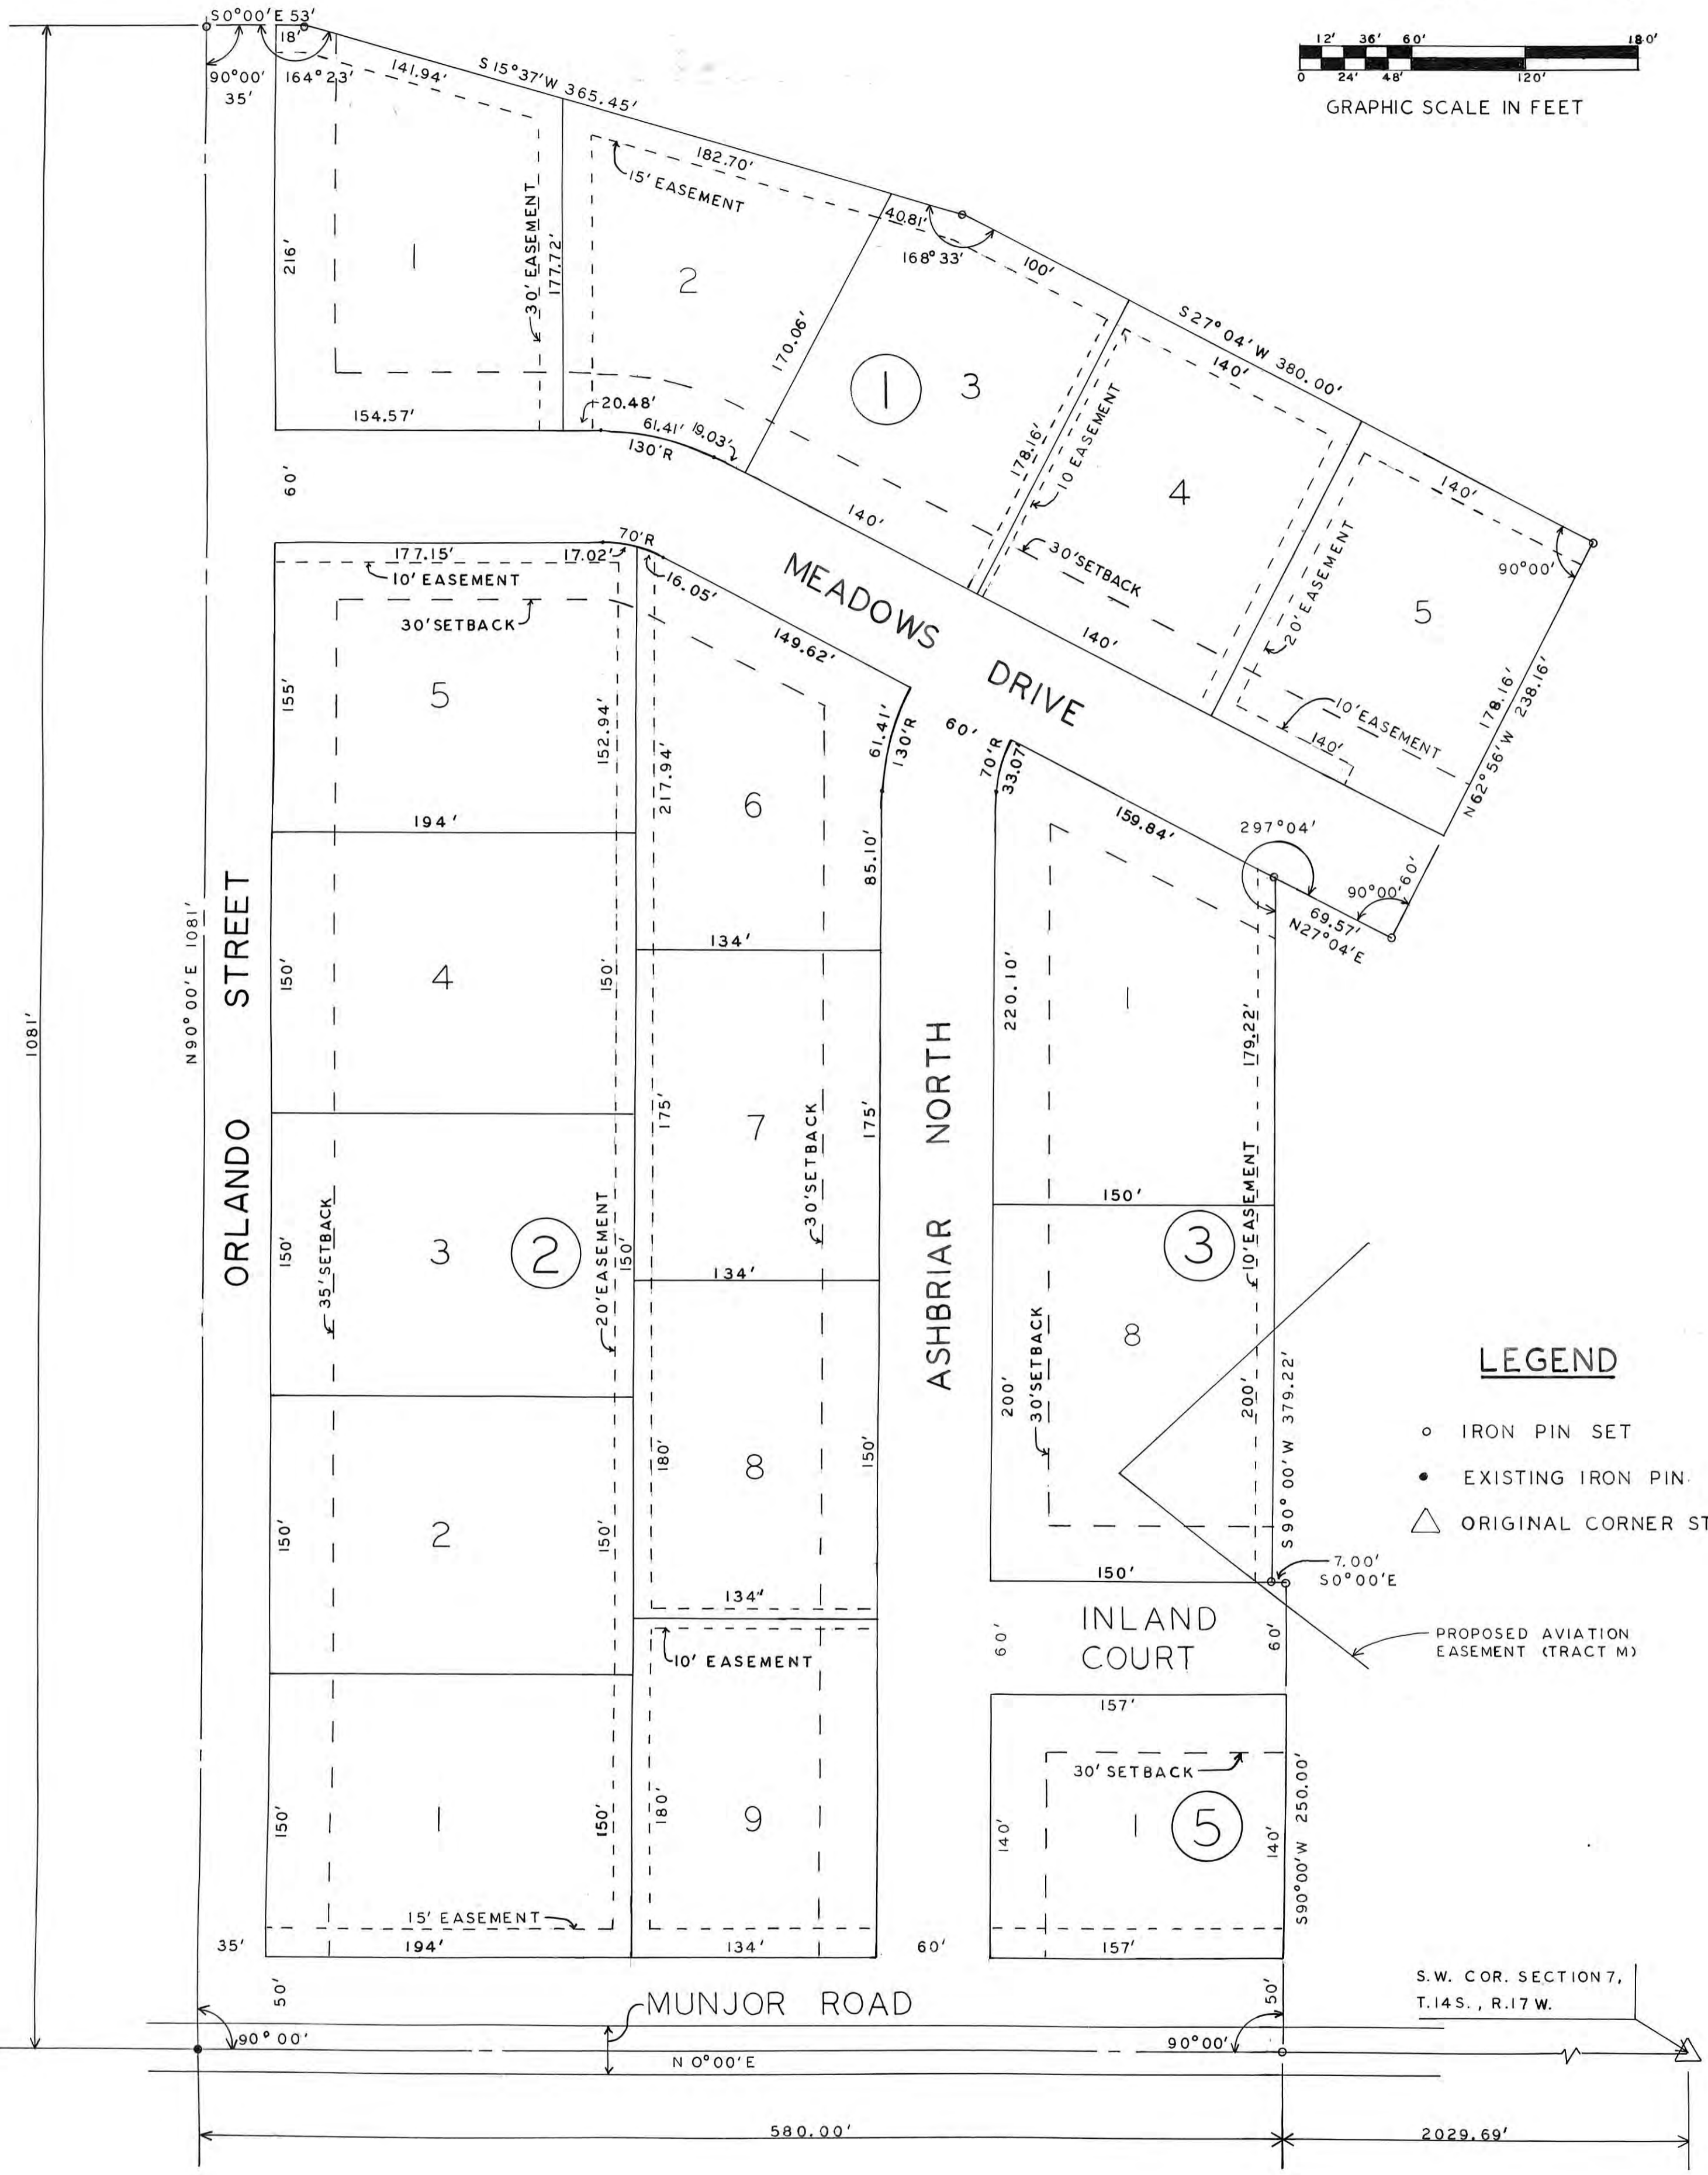 S0°00'E 53'
18'
90°00'
35'
164°23'
141.94'
S15°37'W 365.45'
12' 36' 60' 180'
0 24' 48' 120'
GRAPHIC SCALE IN FEET
182.70'
15' EASEMENT
40.81'
168°33'
100'
S27°04'W 380.00'
216'
1
30' EASEMENT
177.72'
2
170.06'
1
3
178.16'
10 EASEMENT
140'
4
140'
5
90°00'
154.57'
20.48'
61.41' 19.03'
130'R
140'
30'SETBACK
20'EASEMENT
60'
MEADOWS DRIVE
140'
10'EASEMENT
140'
178.16'
N62°56'W 238.16'
70'R
177.15' 17.02'
10' EASEMENT
16.05'
30'SETBACK
149.62'
155'
5
152.94'
217.94'
61.41'
130'R
60'
70'R
33.07'
6
194'
85.10'
159.84'
297°04'
90°00'
60'
69.57'
N27°04'E
1081'
N90°00'E 1081'
ORLANDO STREET
150'
4
150'
134'
220.10'
1
179.22'
175'
7
175'
30'SETBACK
ASHBRIAR NORTH
150'
35'SETBACK
3
2
20'EASEMENT
150'
134'
150'
3
10'EASEMENT
8
30'SETBACK
200'
200'
S90°00'W 379.22'
LEGEND
IRON PIN SET
EXISTING IRON PIN
ORIGINAL CORNER ST
150'
2
150'
180'
8
150'
134'
10' EASEMENT
150'
7.00'
S0°00'E
60'
INLAND
COURT
60'
PROPOSED AVIATION
EASEMENT (TRACT M)
157'
30' SETBACK
150'
1
150'
180'
9
140'
1
5
140'
S90°00'W 250.00'
15' EASEMENT
35'
194'
134'
60'
157'
50'
MUNJOR ROAD
50'
S.W. COR. SECTION 7,
T.14S., R.17W.
90°00'
N 0°00'E
90°00'
580.00'
2029.69'